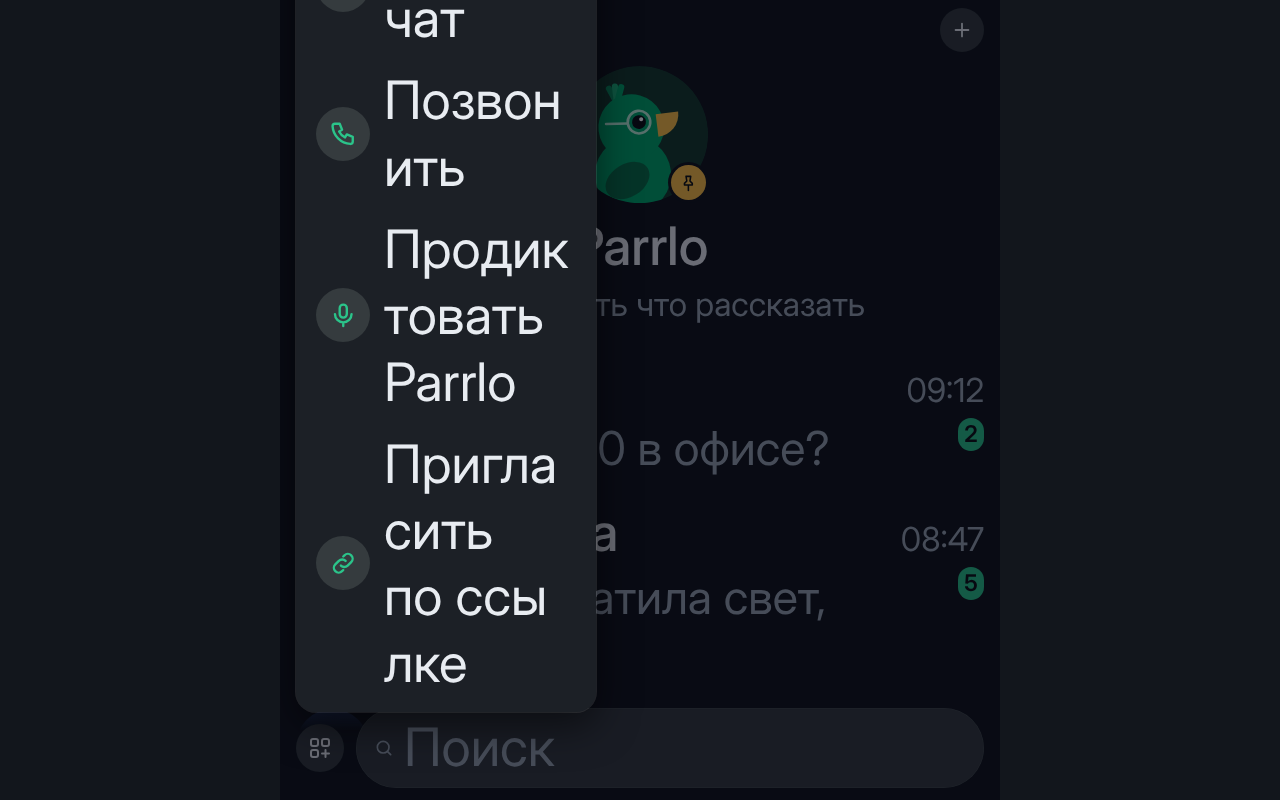 чат
Позвон
ить
Продик
товать
Parrlo
Пригла
сить
по ссы
лке
Parrlo
ть что рассказать
09:12
0 в офисе?
2
а
08:47
атила свет,
5
Поиск